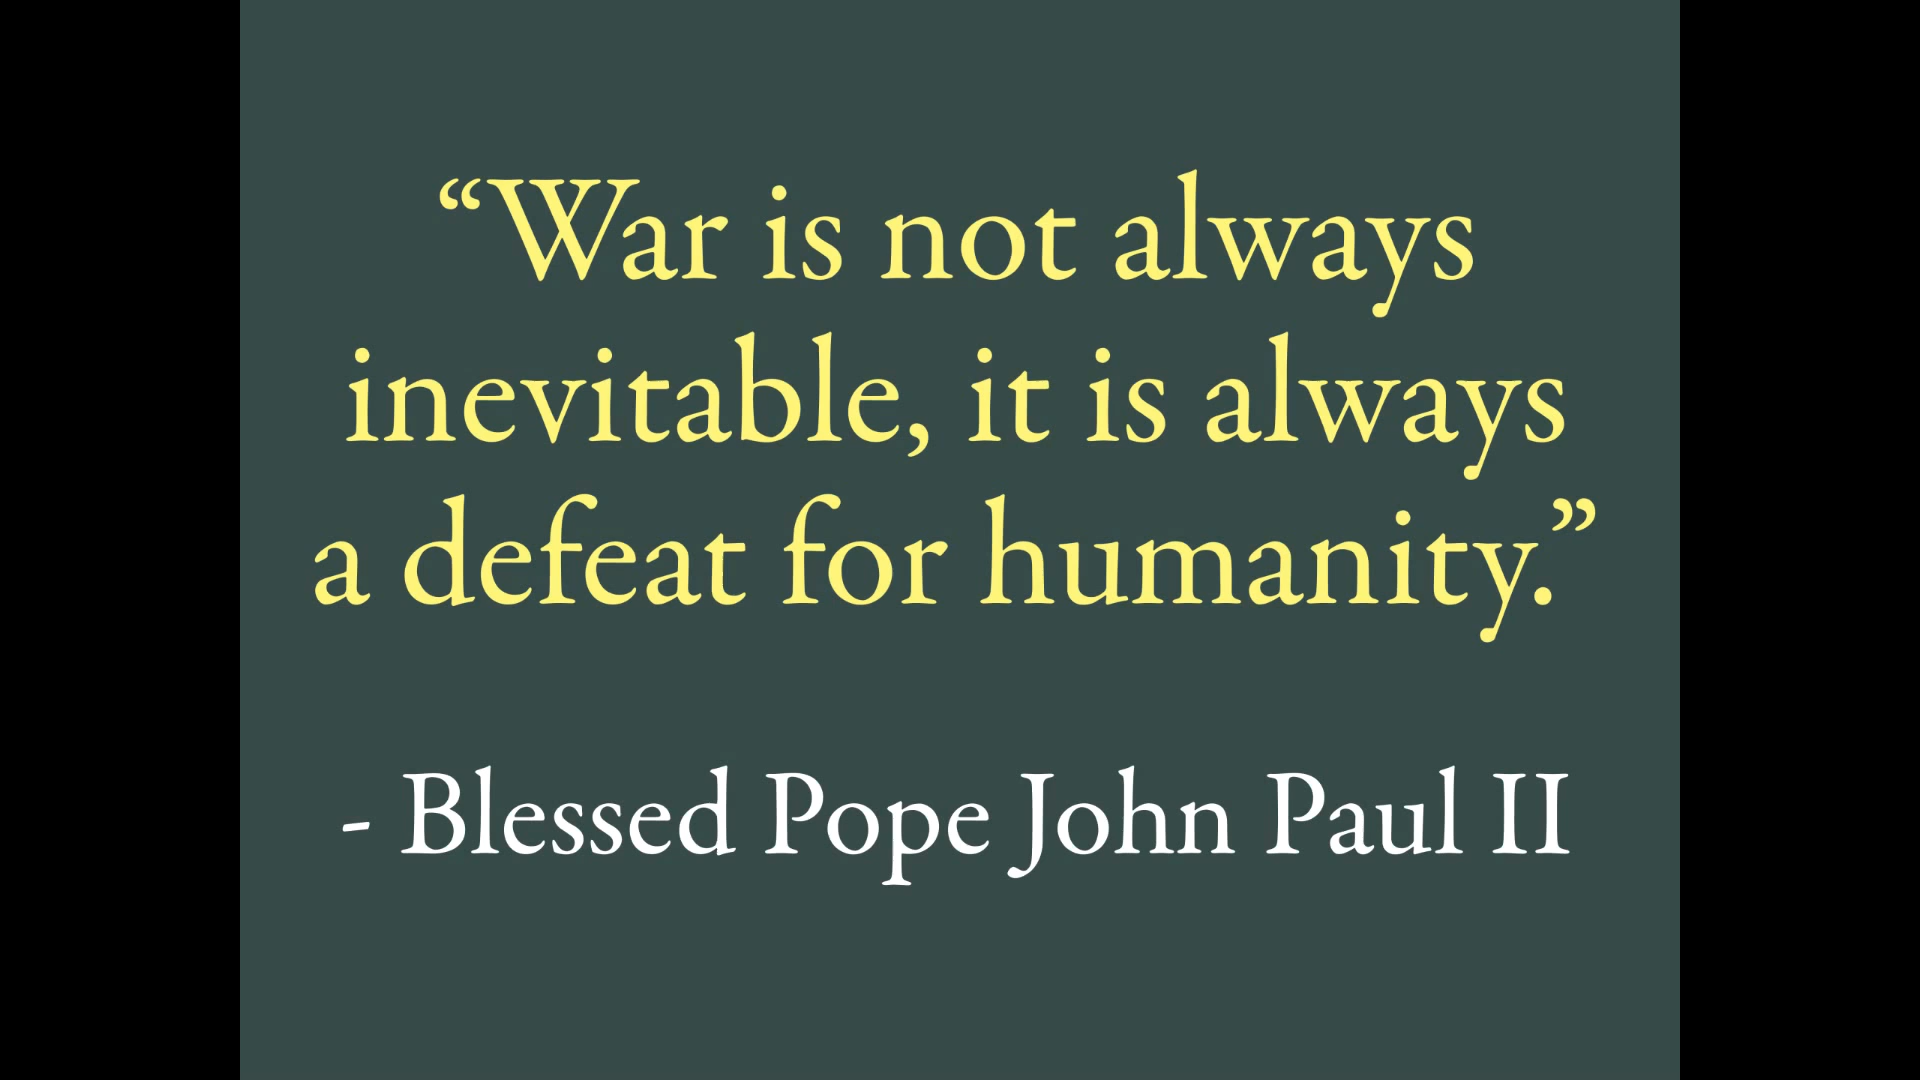 “War is not always
inevitable, it is always
a defeat for humanity.”
- Blessed Pope John Paul II